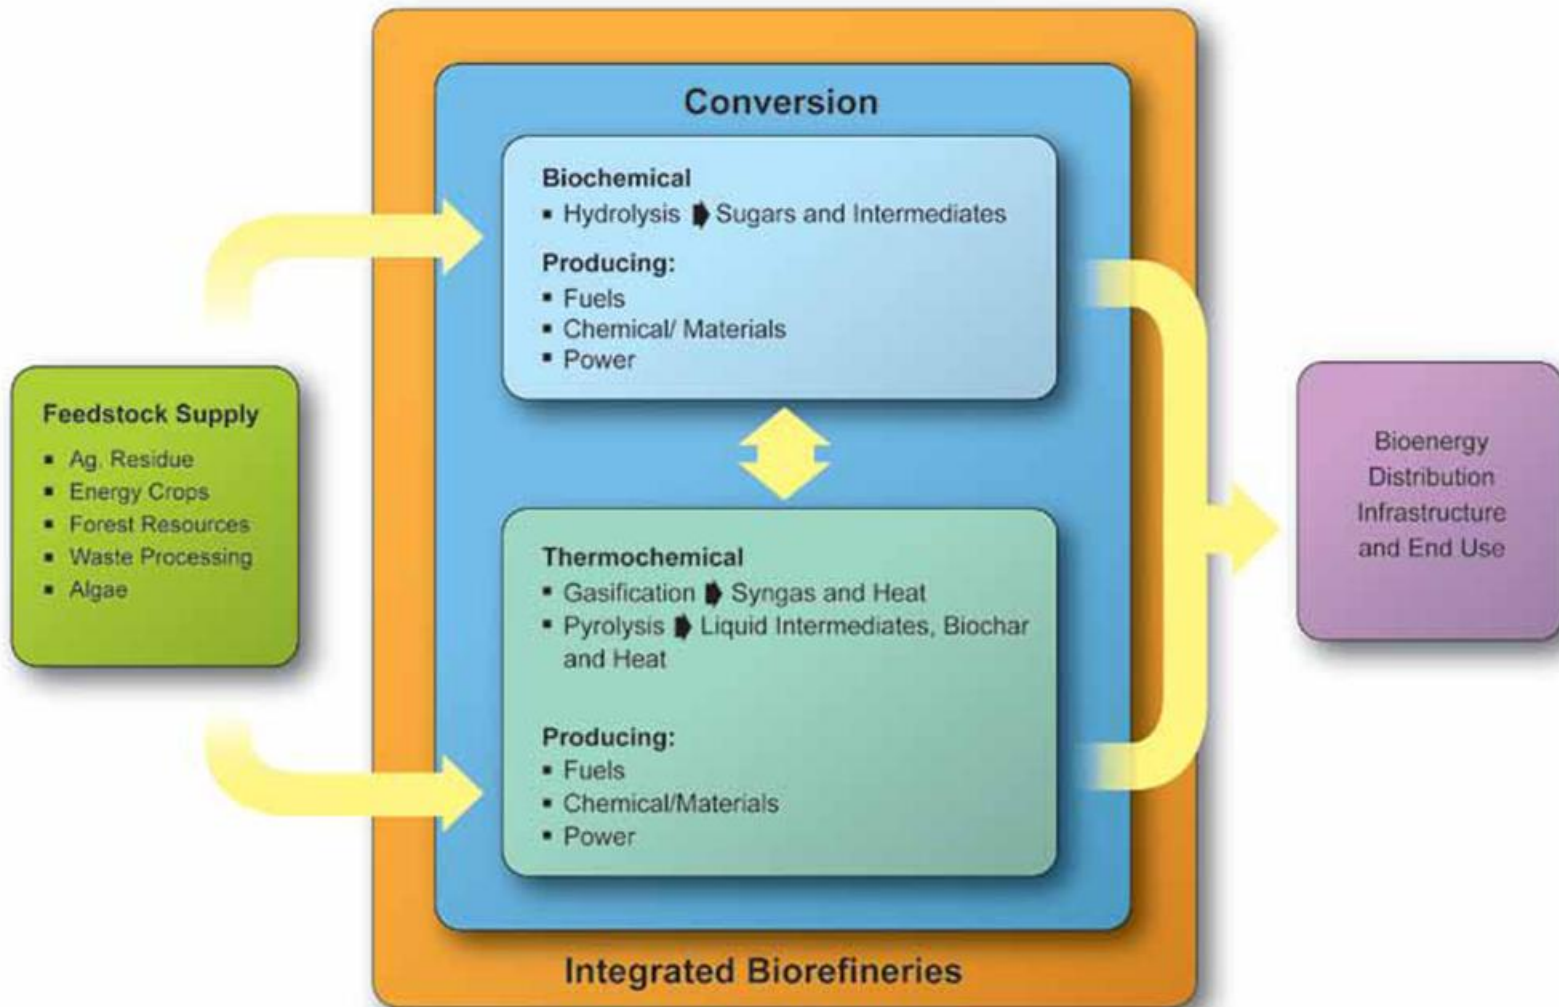 Conversion
Biochemical
▪ Hydrolysis ➧ Sugars and Intermediates
Producing:
▪ Fuels
▪ Chemical/ Materials
▪ Power
Feedstock Supply
▪ Ag. Residue
▪ Energy Crops
▪ Forest Resources
▪ Waste Processing
▪ Algae
Thermochemical
▪ Gasification ➧ Syngas and Heat
▪ Pyrolysis ➧ Liquid Intermediates, Biochar
and Heat
Producing:
▪ Fuels
▪ Chemical/Materials
▪ Power
Bioenergy
Distribution
Infrastructure
and End Use
Integrated Biorefineries